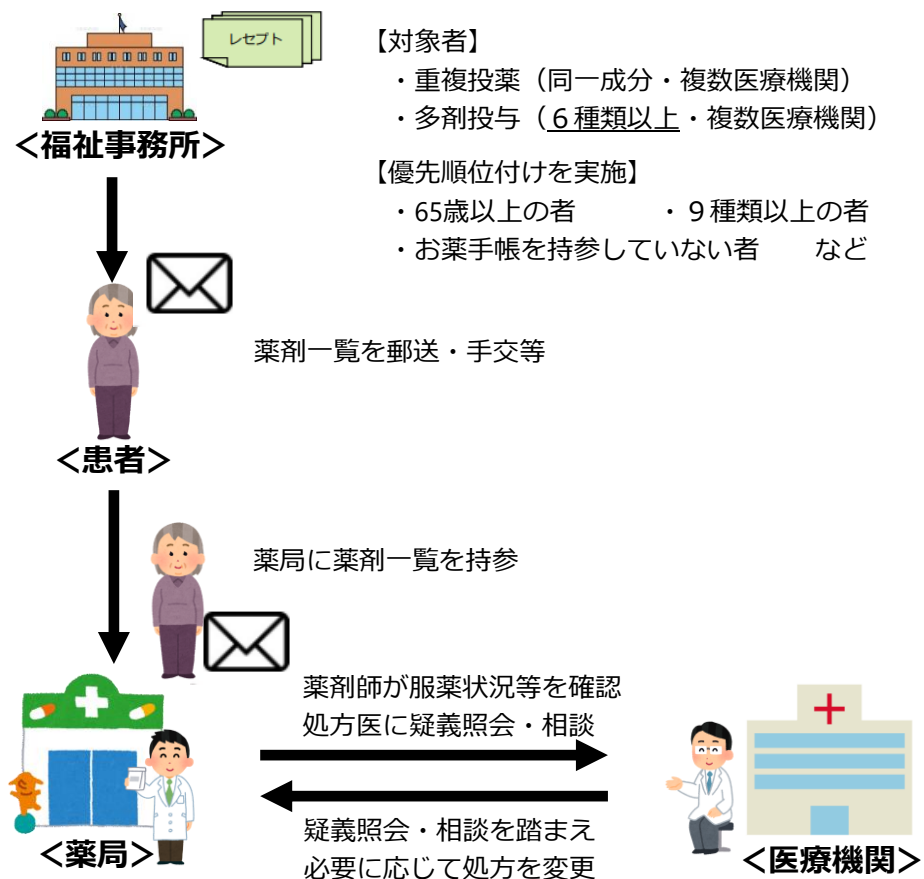 レセプト
【対象者】
・重複投薬（同一成分・複数医療機関）
・多剤投与（６種類以上・複数医療機関）
＜福祉事務所＞
【優先順位付けを実施】
・65歳以上の者　・９種類以上の者
・お薬手帳を持参していない者　など
薬剤一覧を郵送・手交等
＜患者＞
薬局に薬剤一覧を持参
薬剤師が服薬状況等を確認
処方医に疑義照会・相談
疑義照会・相談を踏まえ
必要に応じて処方を変更
＜薬局＞
＜医療機関＞